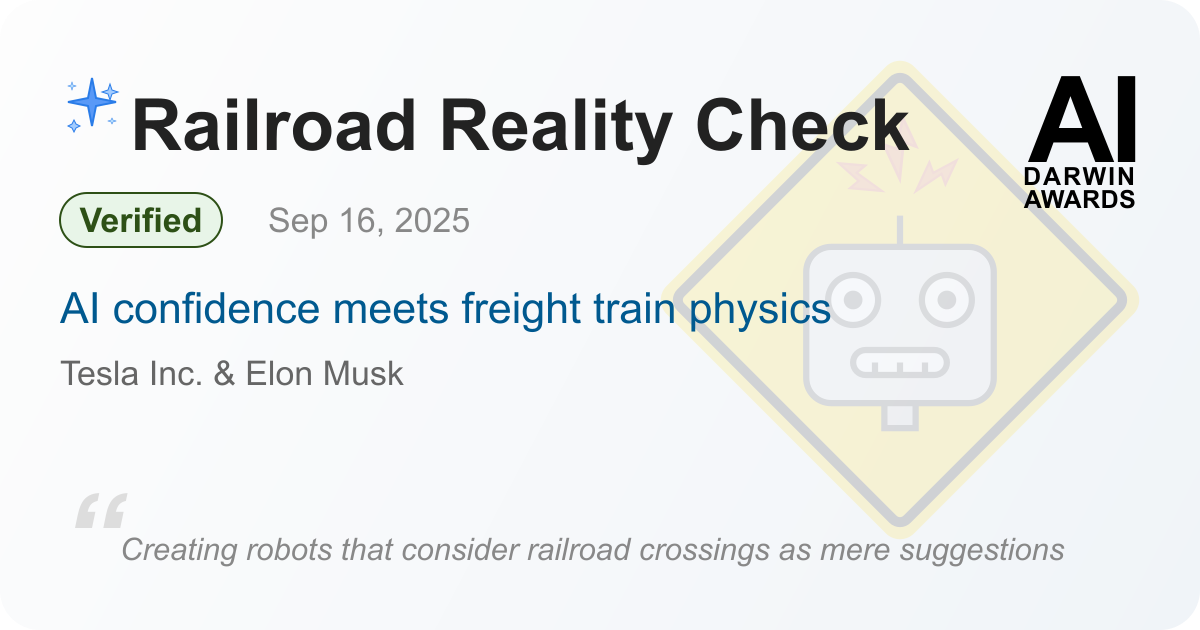 Railroad Reality Check
AI
DARWIN
AWARDS
Verified
Sep 16, 2025
AI confidence meets freight train physics
Tesla Inc. & Elon Musk
“
Creating robots that consider railroad crossings as mere suggestions